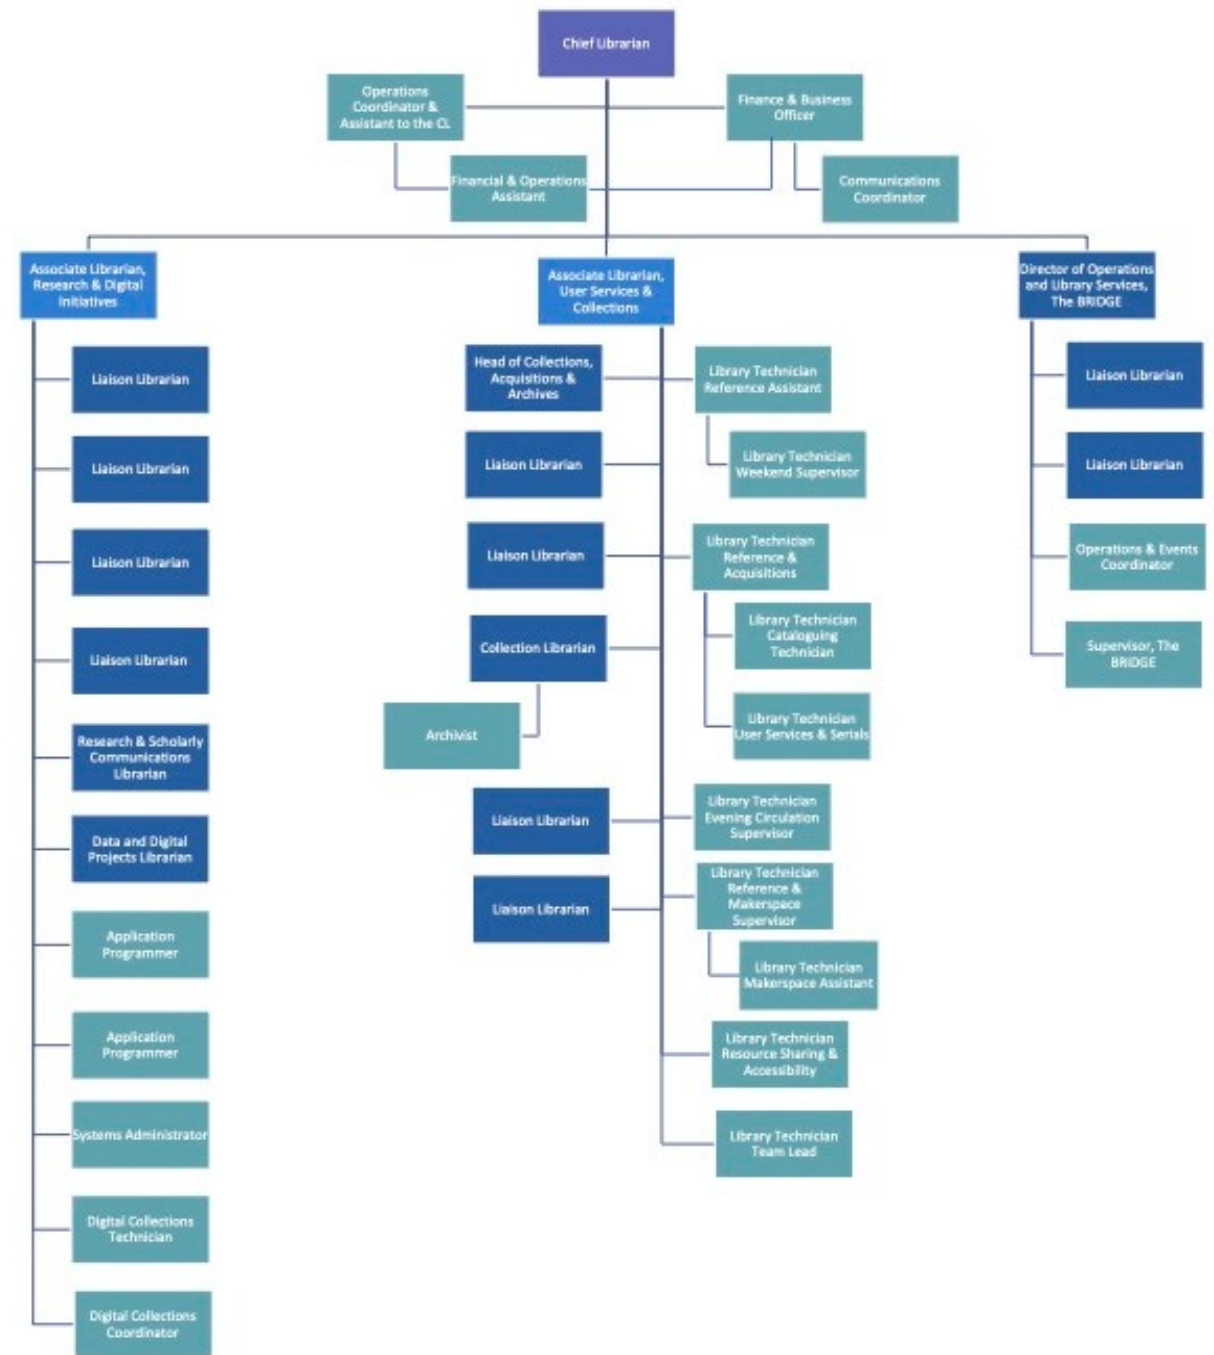 Chief Librarian
Operations
Coordinator &
Assistant to the CL
Finance & Business
Officer
Financial & Operations
Assistant
Communications
Coordinator
Associate Librarian,
Research & Digital
Initiatives
Liaison Librarian
Liaison Librarian
Liaison Librarian
Liaison Librarian
Research & Scholarly
Communications
Librarian
Data and Digital
Projects Librarian
Application
Programmer
Application
Programmer
Systems Administrator
Digital Collections
Technician
Digital Collections
Coordinator
Associate Librarian,
User Services &
Collections
Head of Collections,
Acquisitions &
Archives
Liaison Librarian
Liaison Librarian
Collection Librarian
Archivist
Liaison Librarian
Liaison Librarian
Library Technician
Reference Assistant
Library Technician
Weekend Supervisor
Library Technician
Reference &
Acquisitions
Library Technician
Cataloguing
Technician
Library Technician
User Services & Serials
Library Technician
Evening Circulation
Supervisor
Library Technician
Reference &
Makerspace
Supervisor
Library Technician
Makerspace Assistant
Library Technician
Resource Sharing &
Accessibility
Library Technician
Team Lead
Director of Operations
and Library Services,
The BRIDGE
Liaison Librarian
Liaison Librarian
Operations & Events
Coordinator
Supervisor, The
BRIDGE